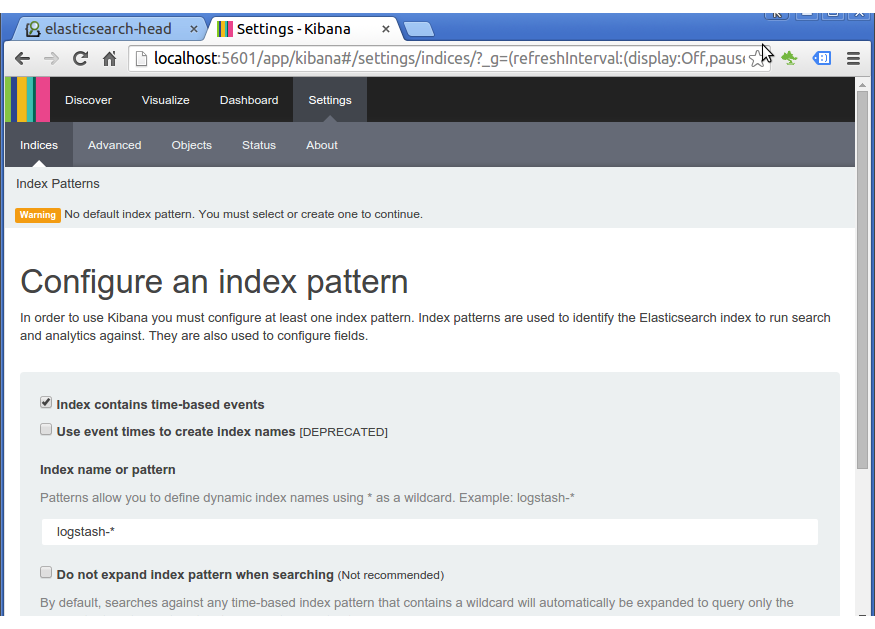 elasticsearch-head × Settings - Kibana ×
localhost:5601/app/kibana#/settings/indices/?_g=(refreshInterval:(display:Off,paus
Discover Visualize Dashboard Settings
Indices Advanced Objects Status About
Index Patterns
Warning No default index pattern. You must select or create one to continue.
Configure an index pattern
In order to use Kibana you must configure at least one index pattern. Index patterns are used to identify the Elasticsearch index to run search
and analytics against. They are also used to configure fields.
Index contains time-based events
Use event times to create index names [DEPRECATED]
Index name or pattern
Patterns allow you to define dynamic index names using * as a wildcard. Example: logstash-*
logstash-*
Do not expand index pattern when searching (Not recommended)
By default, searches against any time-based index pattern that contains a wildcard will automatically be expanded to query only the